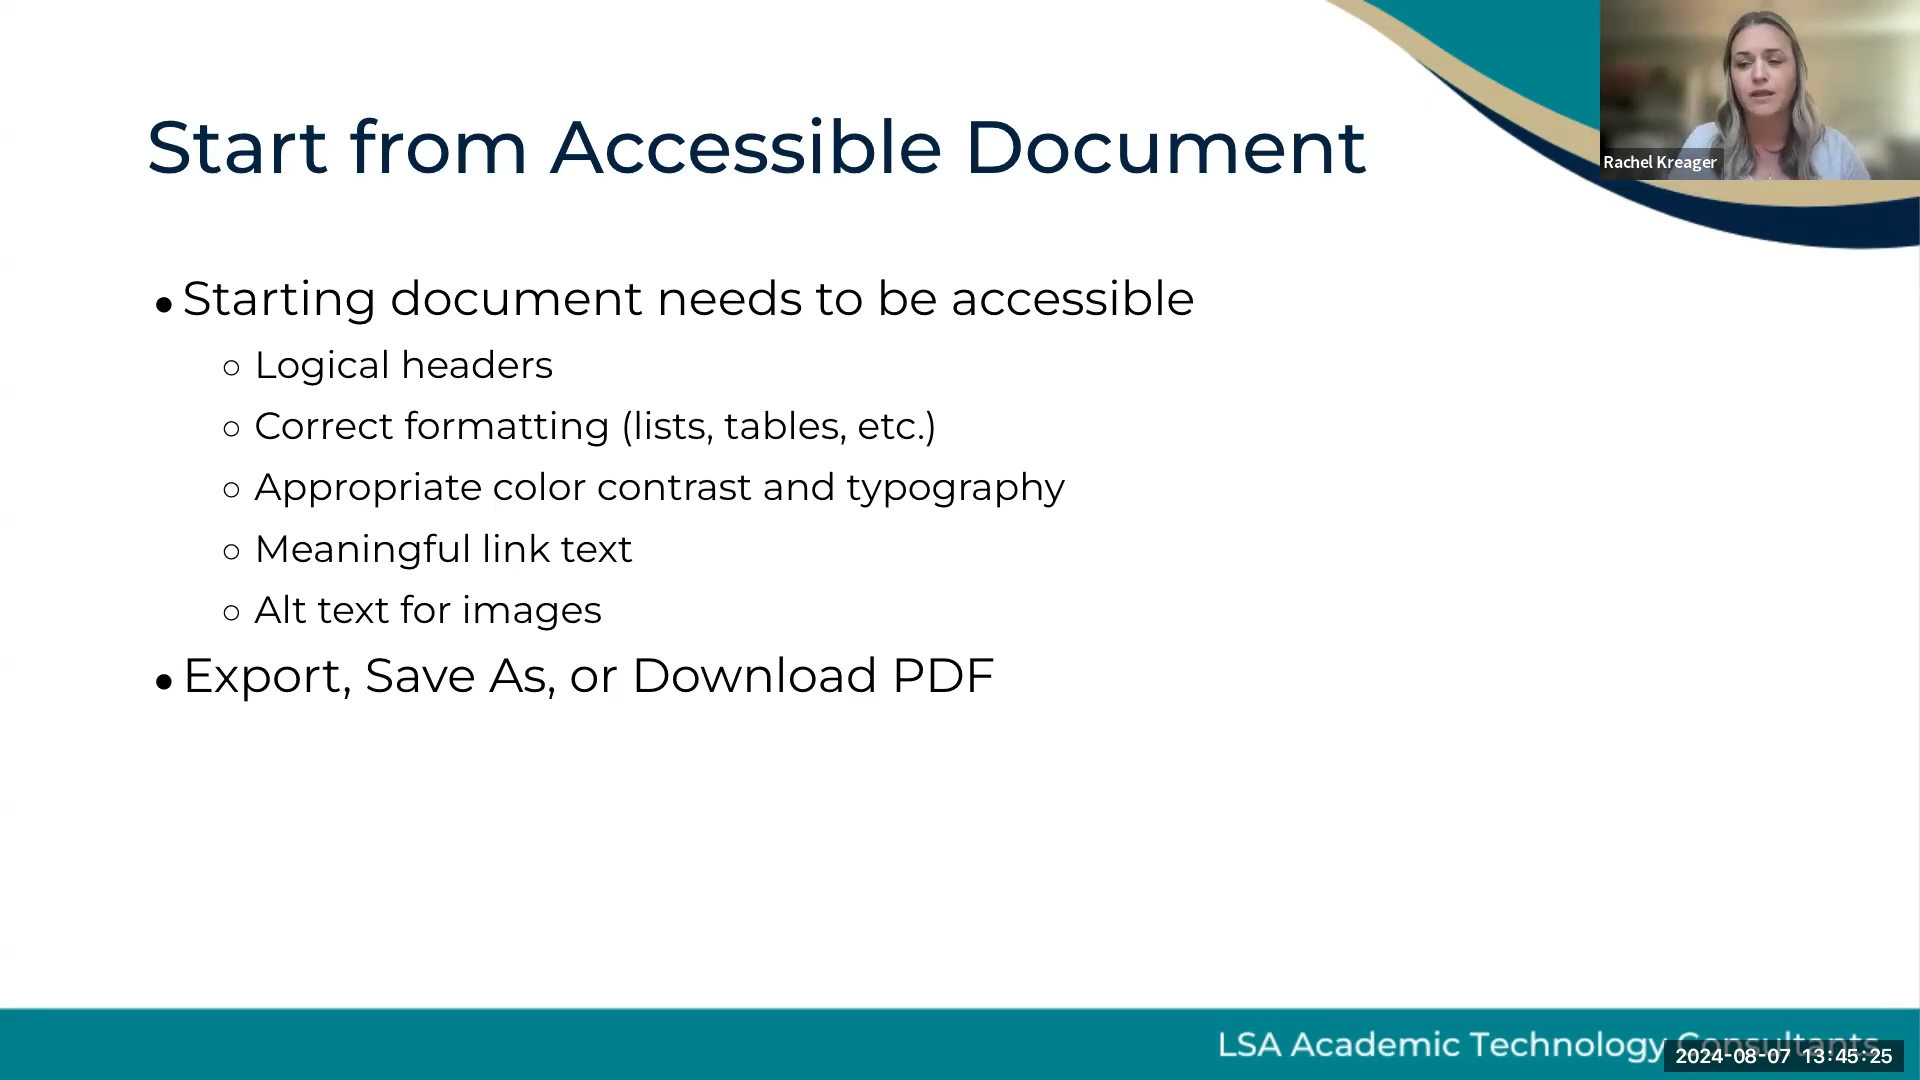 Start from Accessible Document
Rachel Kreager
● Starting document needs to be accessible
○ Logical headers
○ Correct formatting (lists, tables, etc.)
○ Appropriate color contrast and typography
○ Meaningful link text
○ Alt text for images
● Export, Save As, or Download PDF
LSA Academic Technology Consultants
2024-08-07 13:45:25